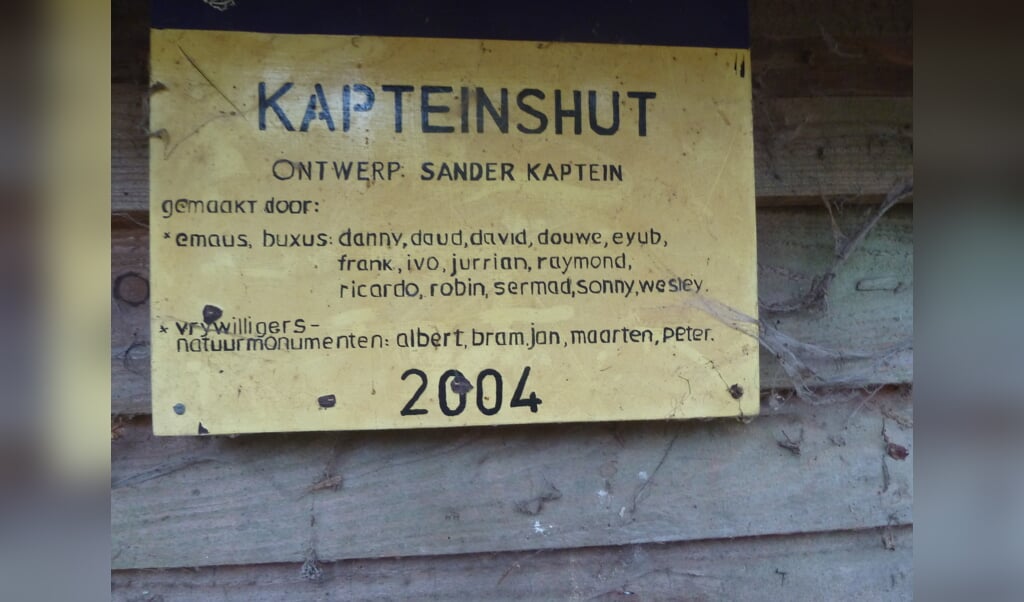 KAPTEINSHUT
ONTWERP: SANDER KAPTEIN
gemaakt door:
*emaus, buxus: danny, daud, david, douwe, eyub,
frank, ivo, jurrian, raymond,
ricardo, robin, sermad, sonny, wesley.
* vrywilligers-
natuurmonumenten: albert, bram. jan, maarten, peter.
2004